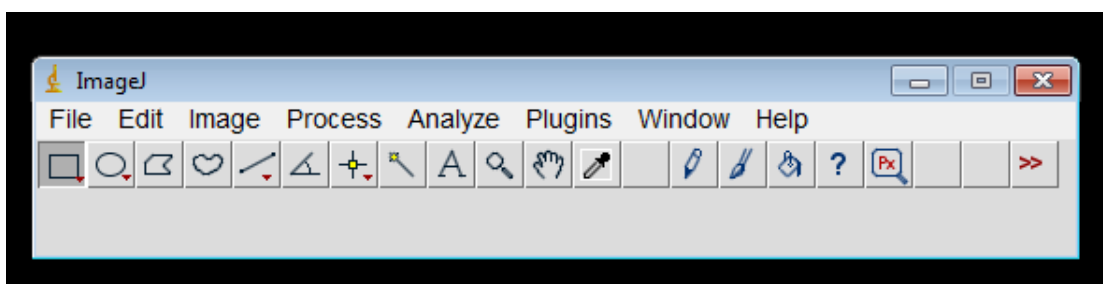 ImageJ
File Edit Image Process Analyze Plugins Window Help
A ? Px >>